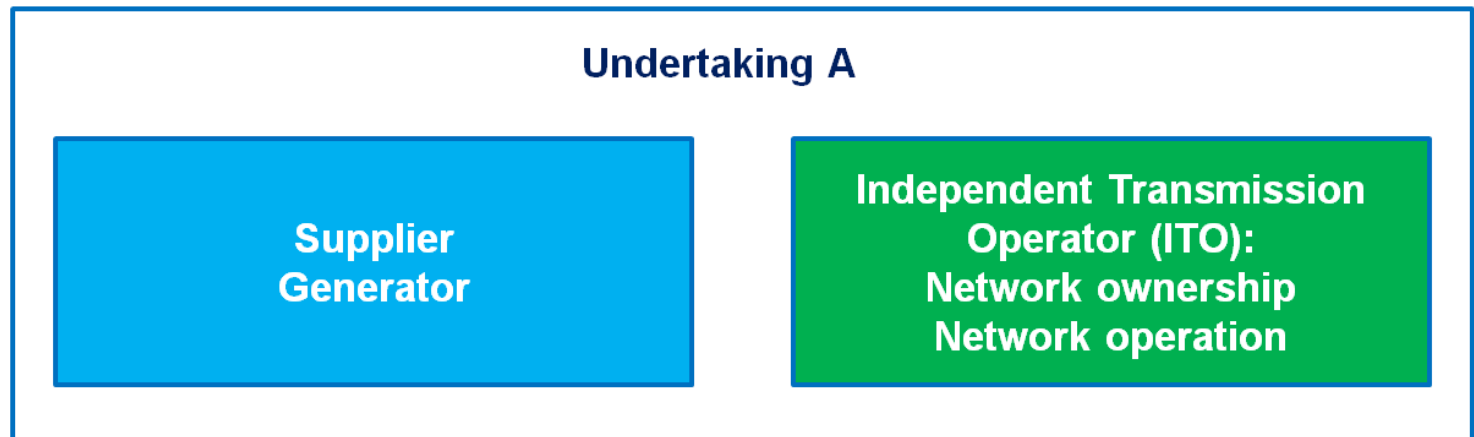 Undertaking A
Supplier
Generator
Independent Transmission
Operator (ITO):
Network ownership
Network operation